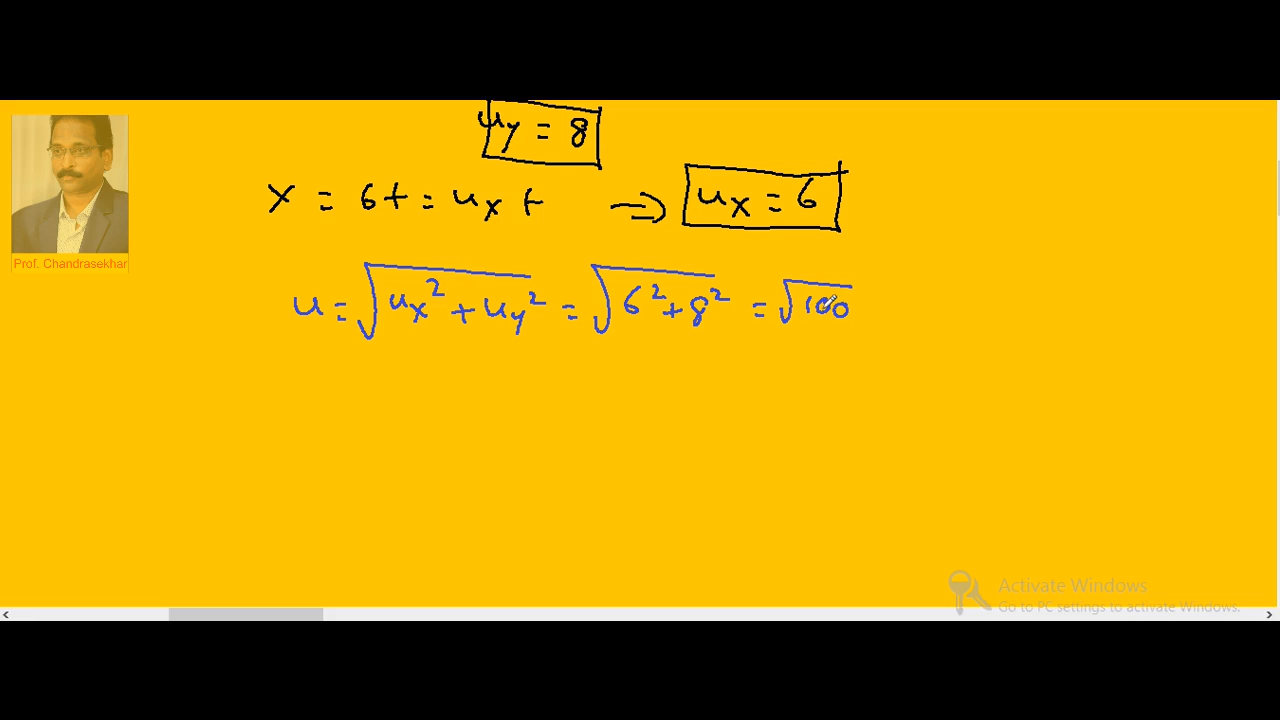 uy = 8
x = 6t = ux t ⇒ ux = 6
Prof. Chandrasekhar
u = √ux² + uy² = √6² + 8² = √100
Activate Windows
Go to PC settings to activate Windows.